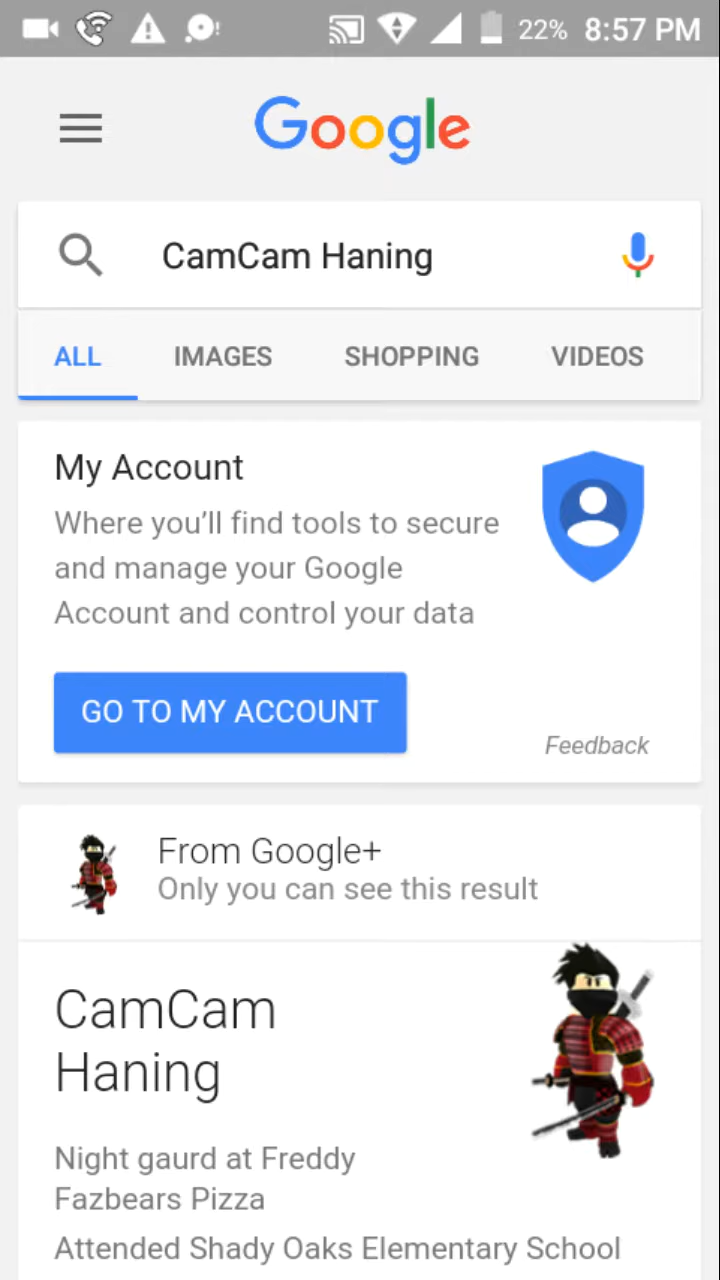 22% 8:57 PM
Google
CamCam Haning
ALL IMAGES SHOPPING VIDEOS
My Account
Where you’ll find tools to secure
and manage your Google
Account and control your data
GO TO MY ACCOUNT
Feedback
From Google+
Only you can see this result
CamCam
Haning
Night gaurd at Freddy
Fazbears Pizza
Attended Shady Oaks Elementary School